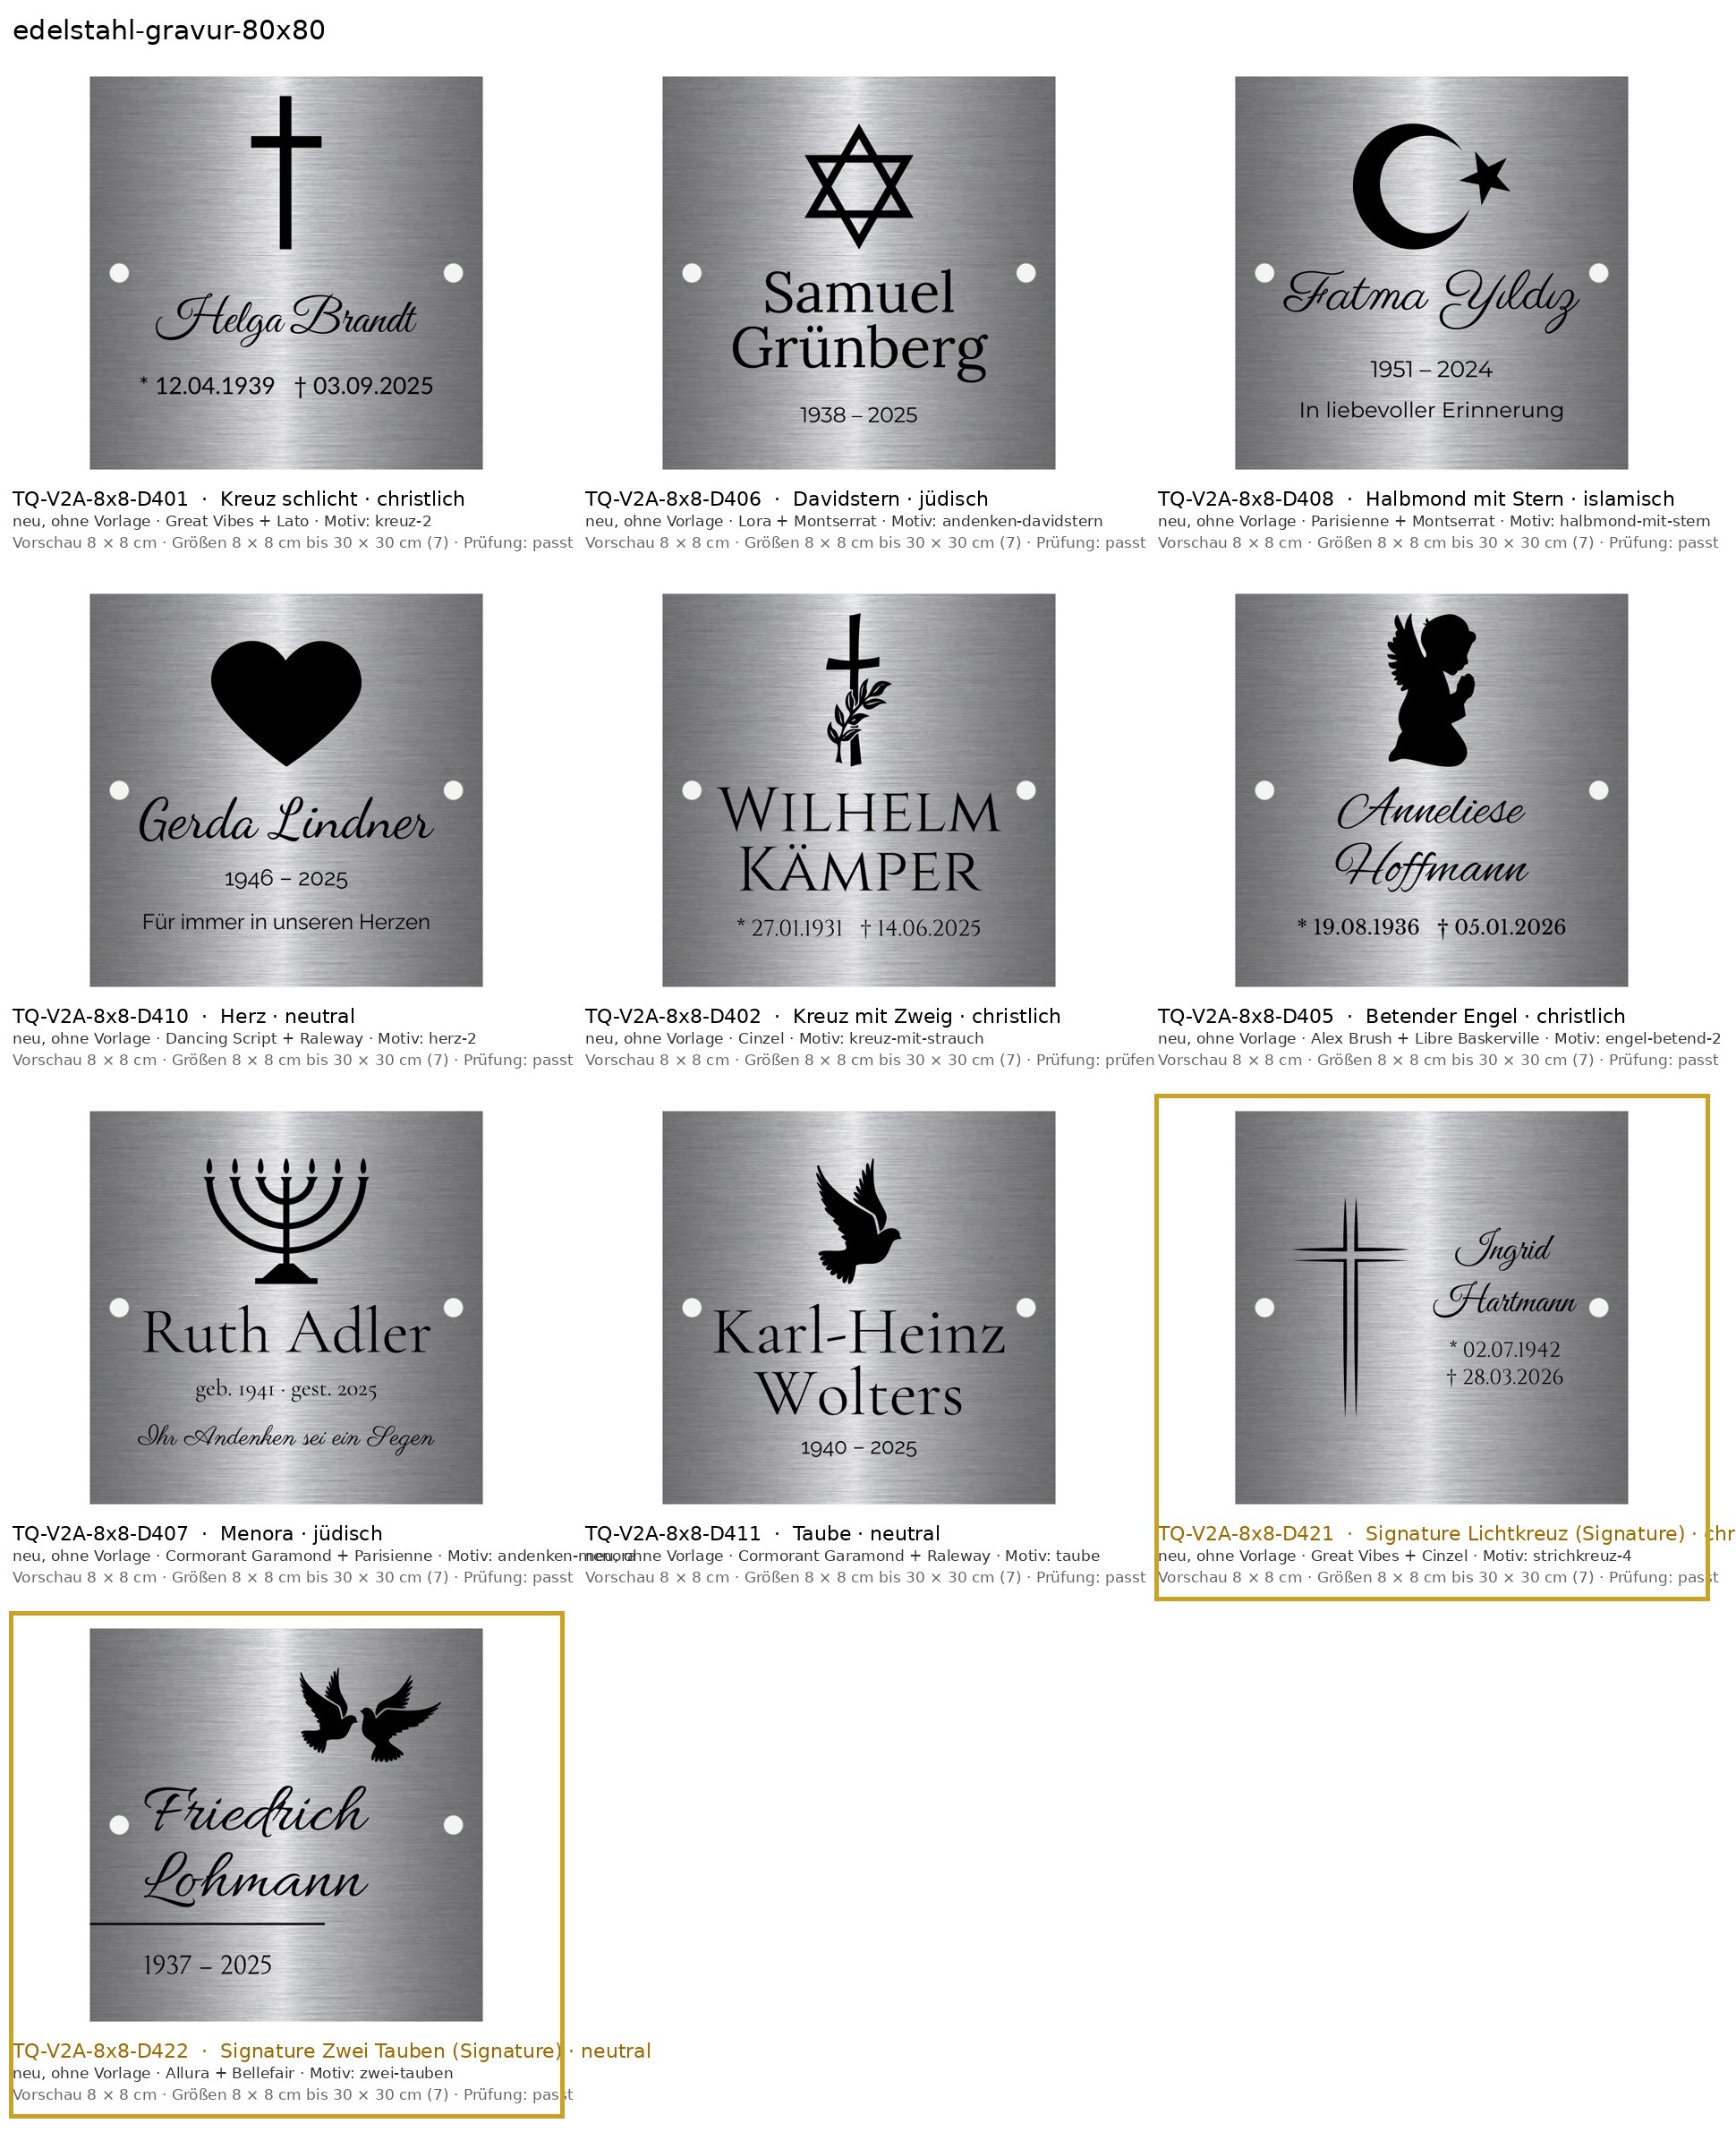 edelstahl-gravur-80x80
Helga Brandt
* 12.04.1939 † 03.09.2025
TQ-V2A-8x8-D401 · Kreuz schlicht · christlich
neu, ohne Vorlage · Great Vibes + Lato · Motiv: kreuz-2
Vorschau 8 × 8 cm · Größen 8 × 8 cm bis 30 × 30 cm (7) · Prüfung: passt
Samuel
Grünberg
1938 – 2025
TQ-V2A-8x8-D406 · Davidstern · jüdisch
neu, ohne Vorlage · Lora + Montserrat · Motiv: andenken-davidstern
Vorschau 8 × 8 cm · Größen 8 × 8 cm bis 30 × 30 cm (7) · Prüfung: passt
Fatma Yıldız
1951 – 2024
In liebevoller Erinnerung
TQ-V2A-8x8-D408 · Halbmond mit Stern · islamisch
neu, ohne Vorlage · Parisienne + Montserrat · Motiv: halbmond-mit-stern
Vorschau 8 × 8 cm · Größen 8 × 8 cm bis 30 × 30 cm (7) · Prüfung: passt
Gerda Lindner
1946 – 2025
Für immer in unseren Herzen
TQ-V2A-8x8-D410 · Herz · neutral
neu, ohne Vorlage · Dancing Script + Raleway · Motiv: herz-2
Vorschau 8 × 8 cm · Größen 8 × 8 cm bis 30 × 30 cm (7) · Prüfung: passt
WILHELM
KÄMPER
* 27.01.1931 † 14.06.2025
TQ-V2A-8x8-D402 · Kreuz mit Zweig · christlich
neu, ohne Vorlage · Cinzel · Motiv: kreuz-mit-strauch
Vorschau 8 × 8 cm · Größen 8 × 8 cm bis 30 × 30 cm (7) · Prüfung: prüfen
Anneliese
Hoffmann
* 19.08.1936 † 05.01.2026
TQ-V2A-8x8-D405 · Betender Engel · christlich
neu, ohne Vorlage · Alex Brush + Libre Baskerville · Motiv: engel-betend-2
Vorschau 8 × 8 cm · Größen 8 × 8 cm bis 30 × 30 cm (7) · Prüfung: passt
Ruth Adler
geb. 1941 · gest. 2025
Ihr Andenken sei ein Segen
TQ-V2A-8x8-D407 · Menora · jüdisch
neu, ohne Vorlage · Cormorant Garamond + Parisienne · Motiv: andenken-menora
Vorschau 8 × 8 cm · Größen 8 × 8 cm bis 30 × 30 cm (7) · Prüfung: passt
Karl-Heinz
Wolters
1940 – 2025
TQ-V2A-8x8-D411 · Taube · neutral
neu, ohne Vorlage · Cormorant Garamond + Raleway · Motiv: taube
Vorschau 8 × 8 cm · Größen 8 × 8 cm bis 30 × 30 cm (7) · Prüfung: passt
Ingrid
Hartmann
* 02.07.1942
† 28.03.2026
TQ-V2A-8x8-D421 · Signature Lichtkreuz (Signature) · chr
neu, ohne Vorlage · Great Vibes + Cinzel · Motiv: strichkreuz-4
Vorschau 8 × 8 cm · Größen 8 × 8 cm bis 30 × 30 cm (7) · Prüfung: passt
Friedrich
Lohmann
1937 – 2025
TQ-V2A-8x8-D422 · Signature Zwei Tauben (Signature) · neutral
neu, ohne Vorlage · Allura + Bellefair · Motiv: zwei-tauben
Vorschau 8 × 8 cm · Größen 8 × 8 cm bis 30 × 30 cm (7) · Prüfung: passt